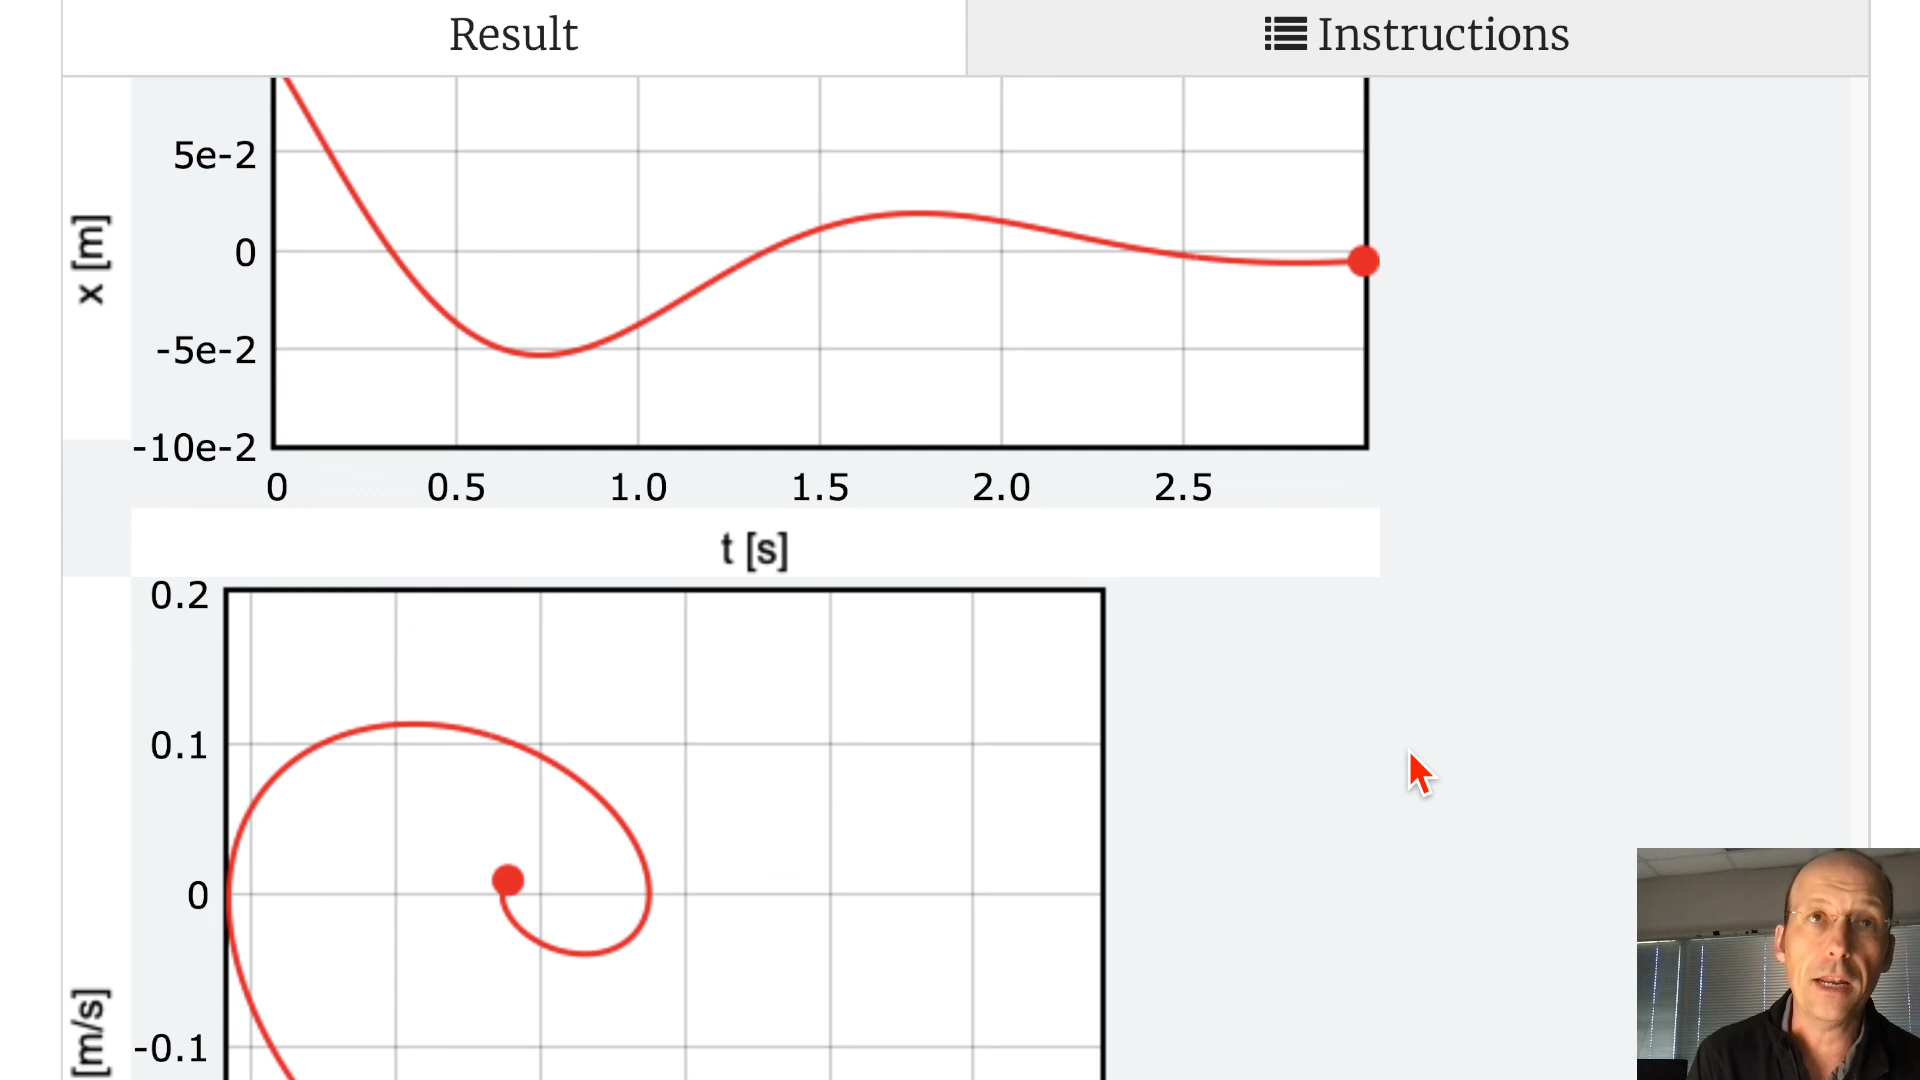 Result
Instructions
5e-2
0
-5e-2
-10e-2
x [m]
0 0.5 1.0 1.5 2.0 2.5
t [s]
0.2
0.1
0
-0.1
[m/s]